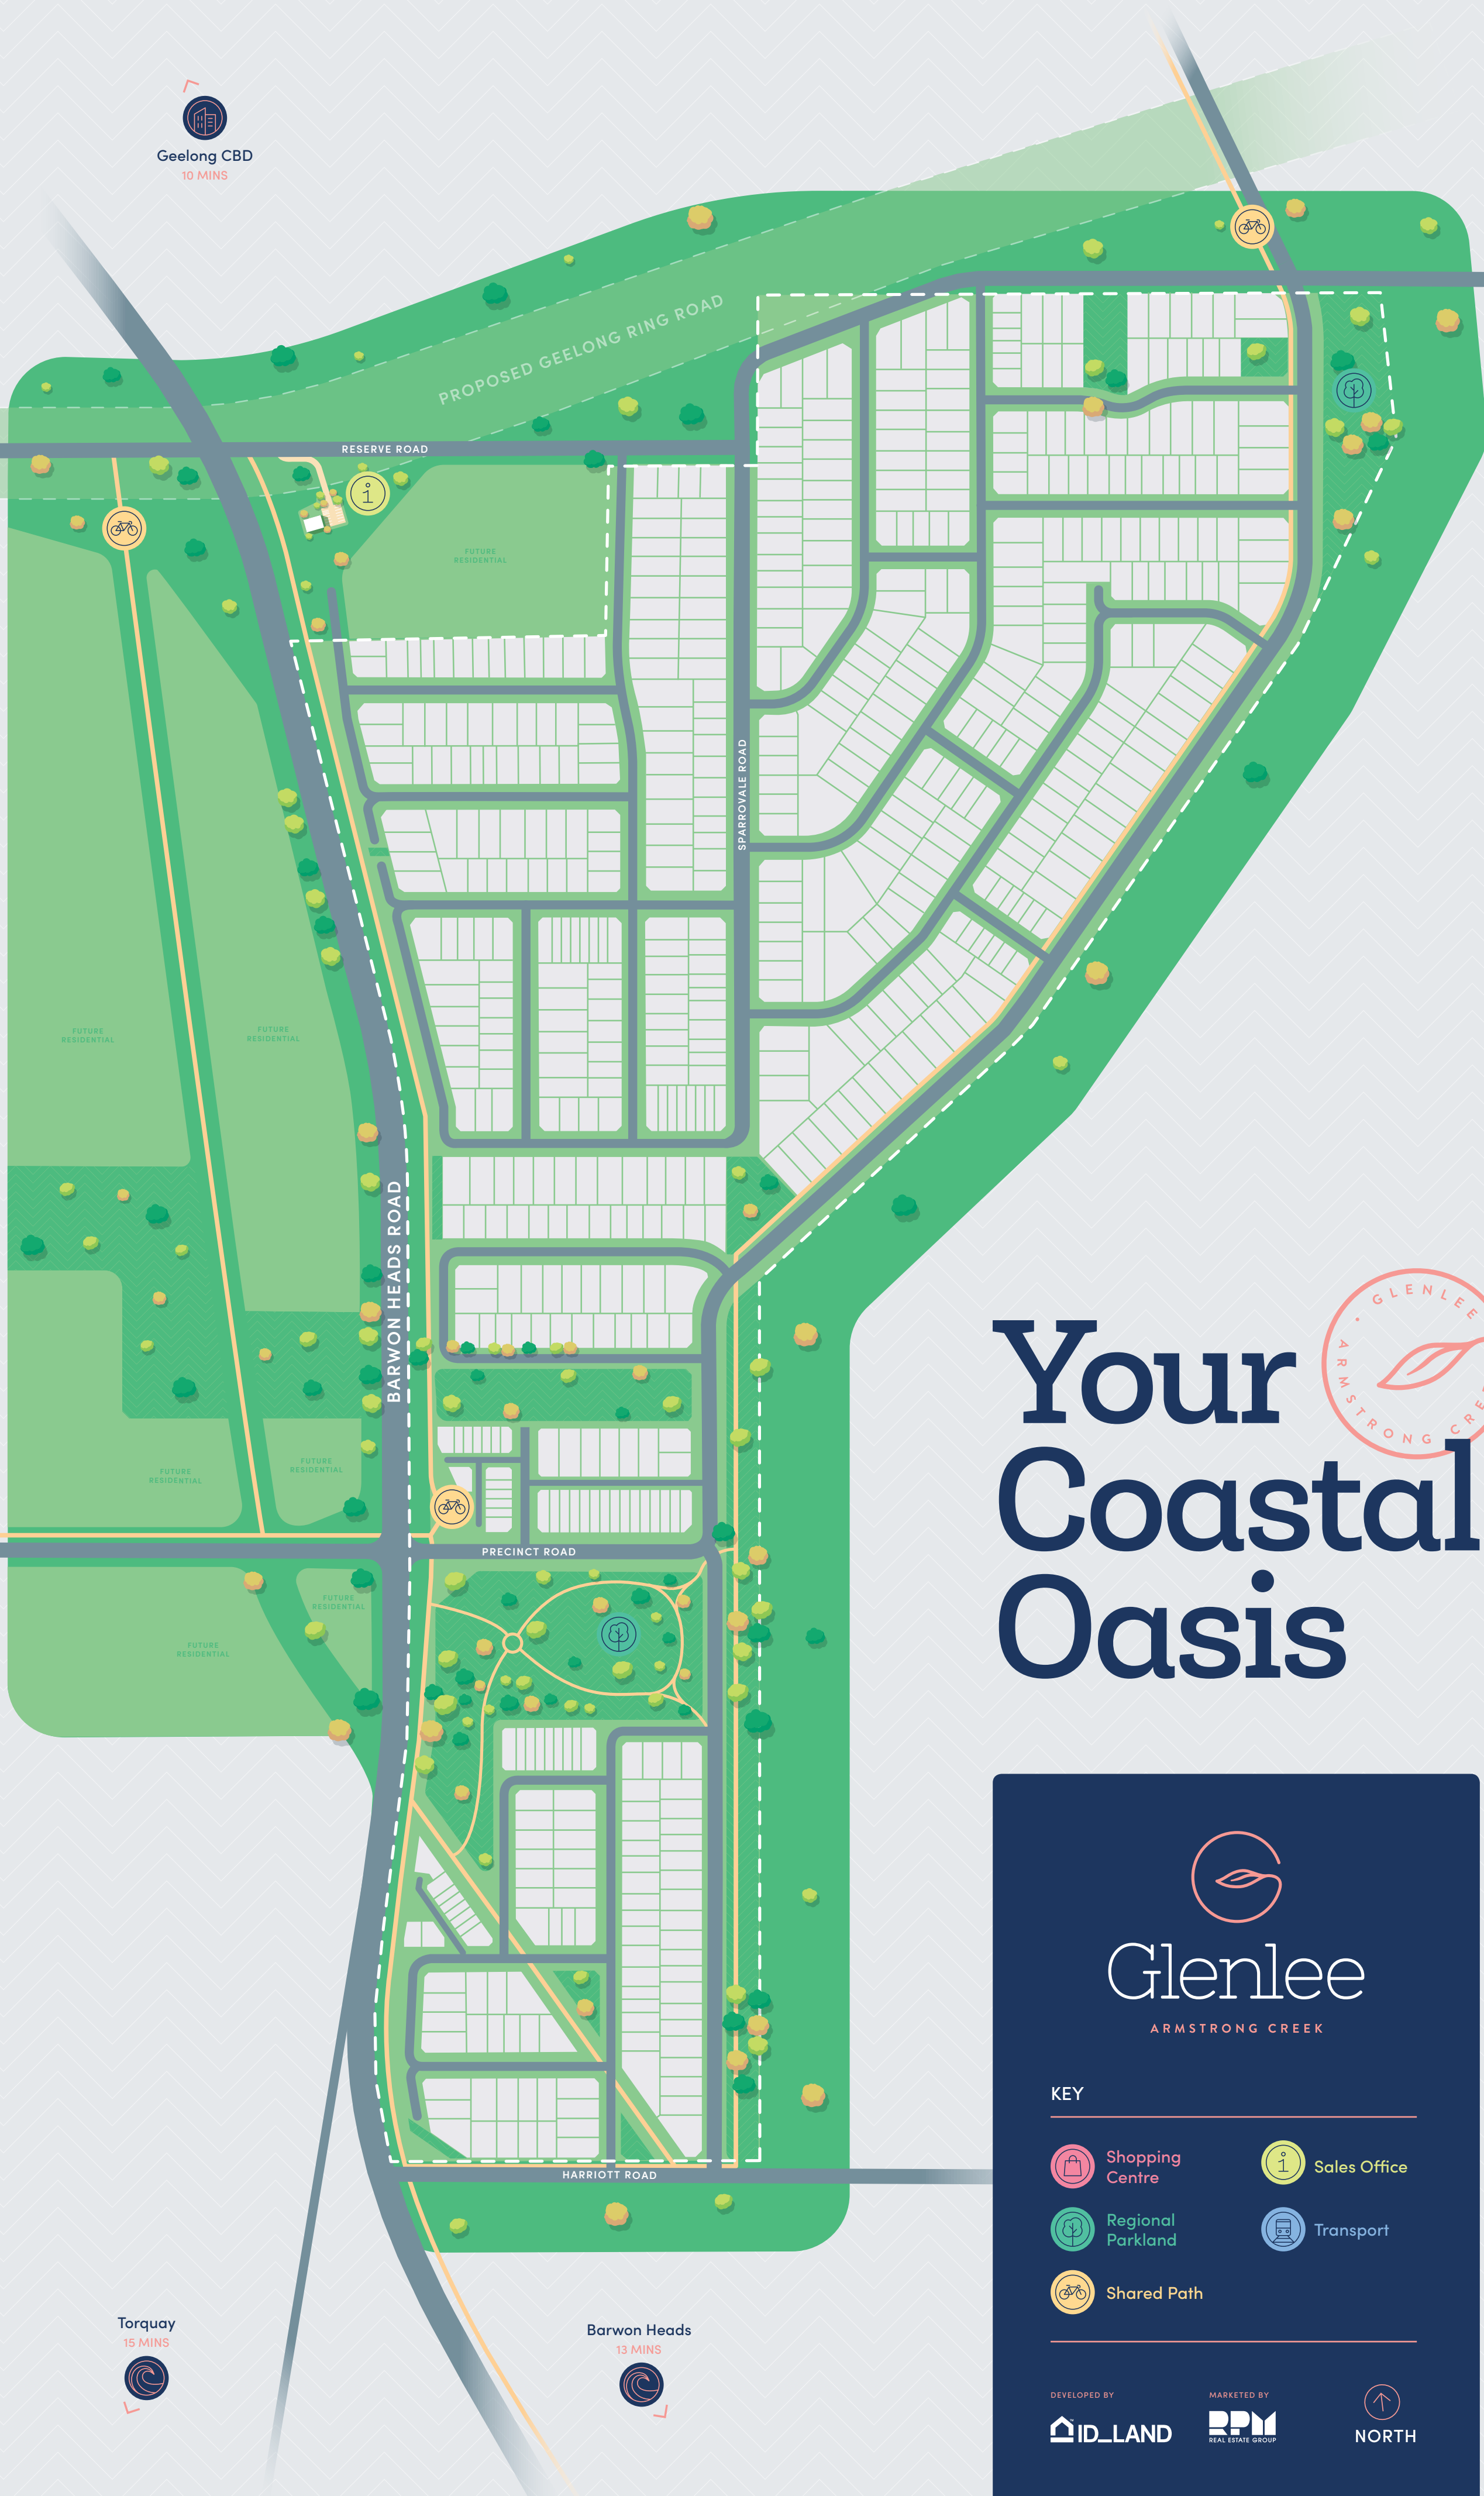 Geelong CBD
10 MINS
PROPOSED GEELONG RING ROAD
RESERVE ROAD
FUTURE
RESIDENTIAL
SPARROVALE ROAD
FUTURE
RESIDENTIAL
FUTURE
RESIDENTIAL
BARWON HEADS ROAD
• GLENLEE
ARMSTRONG CRE
Your
Coastal
Oasis
FUTURE
RESIDENTIAL
FUTURE
RESIDENTIAL
PRECINCT ROAD
FUTURE
RESIDENTIAL
FUTURE
RESIDENTIAL
HARRIOTT ROAD
Glenlee
ARMSTRONG CREEK
KEY
Shopping
Centre
Sales Office
Regional
Parkland
Transport
Shared Path
Torquay
15 MINS
Barwon Heads
13 MINS
DEVELOPED BY
ID_LAND
MARKETED BY
RPM
REAL ESTATE GROUP
NORTH